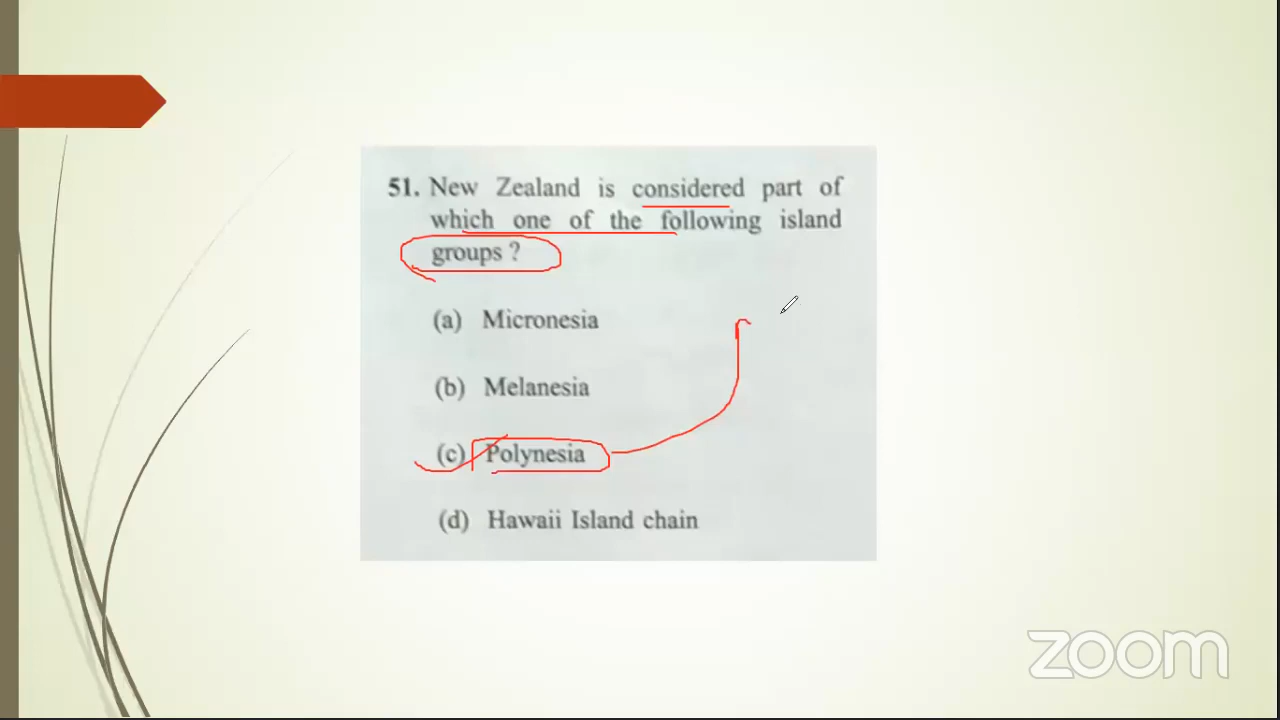 51. New Zealand is considered part of
which one of the following island
groups ?
(a) Micronesia
(b) Melanesia
(c) Polynesia
(d) Hawaii Island chain
zoom